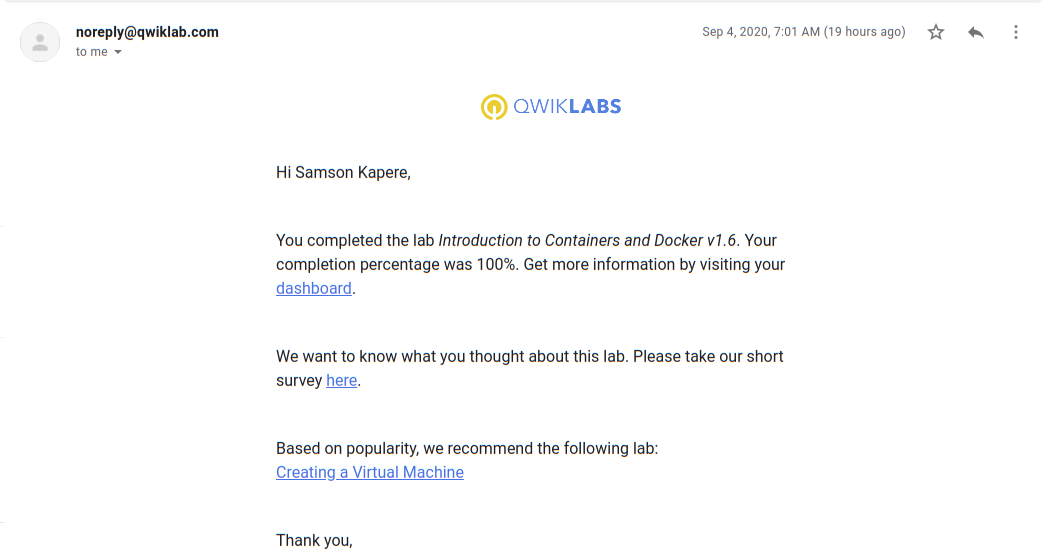 noreply@qwiklab.com
Sep 4, 2020, 7:01 AM (19 hours ago)
to me
QWIKLABS
Hi Samson Kapere,
You completed the lab Introduction to Containers and Docker v1.6. Your
completion percentage was 100%. Get more information by visiting your
dashboard.
We want to know what you thought about this lab. Please take our short
survey here.
Based on popularity, we recommend the following lab:
Creating a Virtual Machine
Thank you,